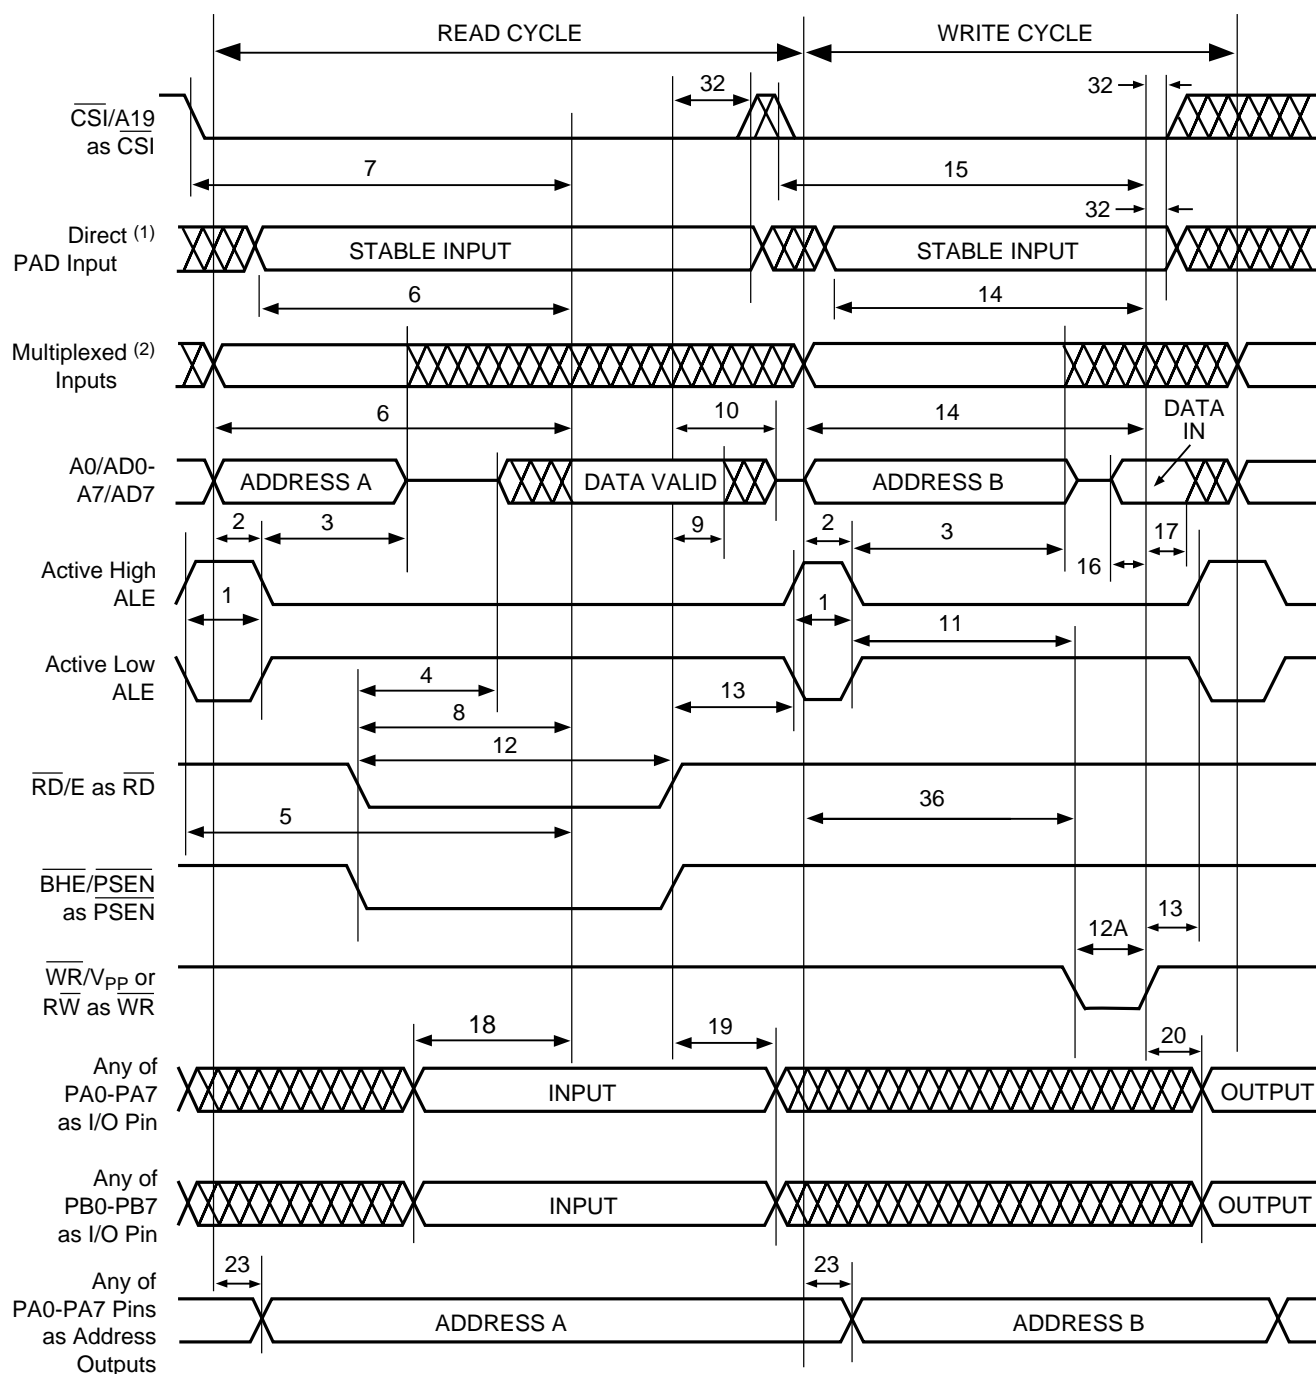 READ CYCLE
WRITE CYCLE
32
32
CSI/A19
as CSI
7
15
32
Direct (1)
PAD Input
STABLE INPUT
STABLE INPUT
6
14
Multiplexed (2)
Inputs
6
10
14
DATA
IN
A0/AD0-
A7/AD7
ADDRESS A
DATA VALID
ADDRESS B
2
3
9
2
3
17
16
Active High
ALE
1
1
11
Active Low
ALE
4
13
8
12
RD/E as RD
36
5
BHE/PSEN
as PSEN
12A
13
WR/VPP or
RW as WR
18
19
20
Any of
PA0-PA7
as I/O Pin
INPUT
OUTPUT
Any of
PB0-PB7
as I/O Pin
INPUT
OUTPUT
23
23
Any of
PA0-PA7 Pins
as Address
Outputs
ADDRESS A
ADDRESS B